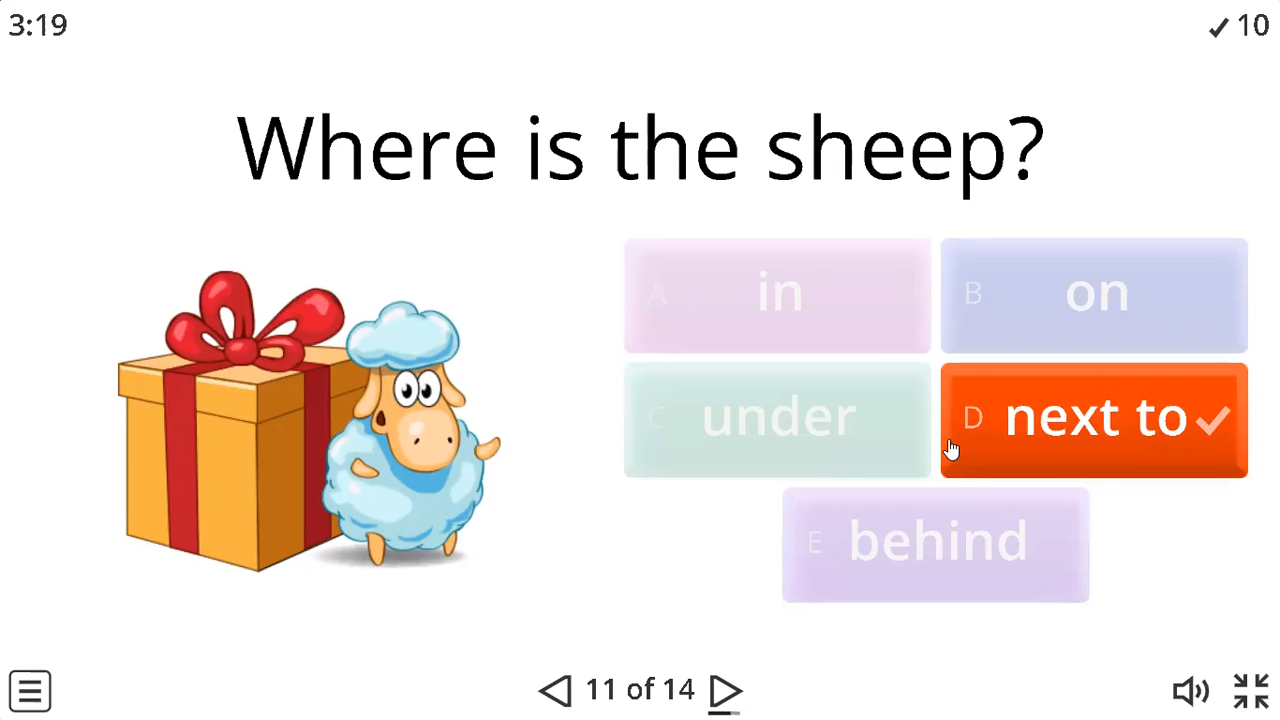 3:19
✓ 10
Where is the sheep?
A in
B on
C under
D next to ✓
E behind
11 of 14